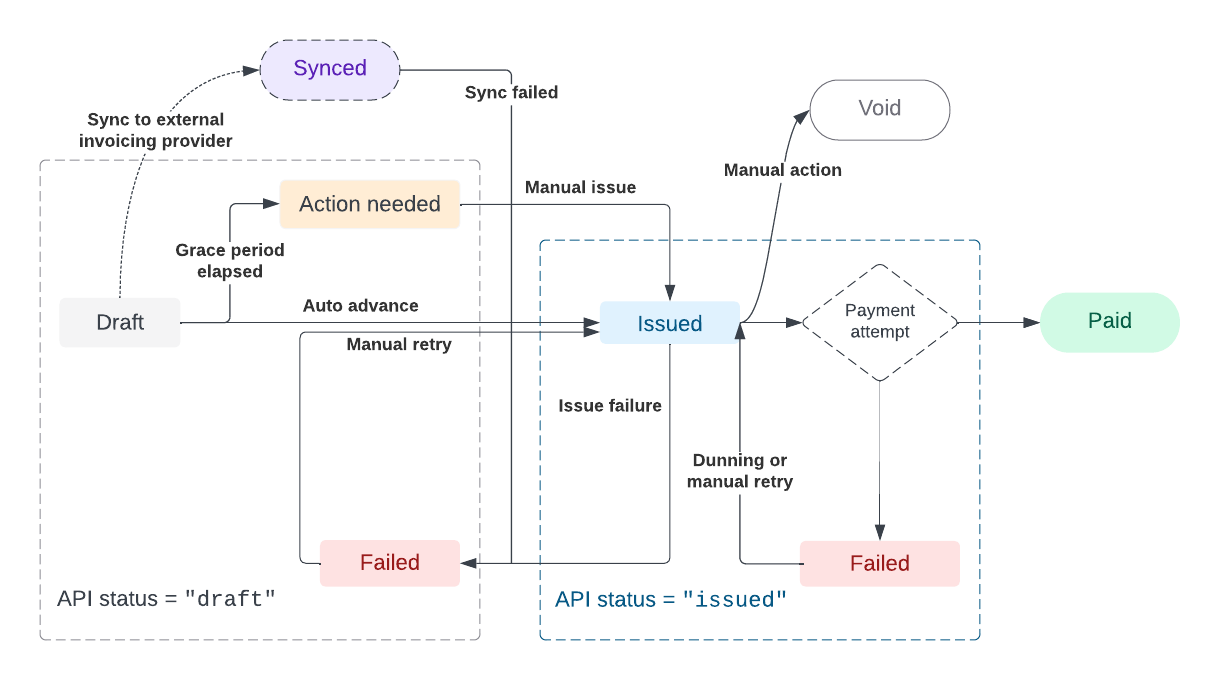 Synced
Sync failed
Void
Sync to external
invoicing provider
Manual action
Manual issue
Action needed
Grace period
elapsed
Auto advance
Draft
Issued
Payment
attempt
Paid
Manual retry
Issue failure
Dunning or
manual retry
Failed
Failed
API status = "draft"
API status = "issued"